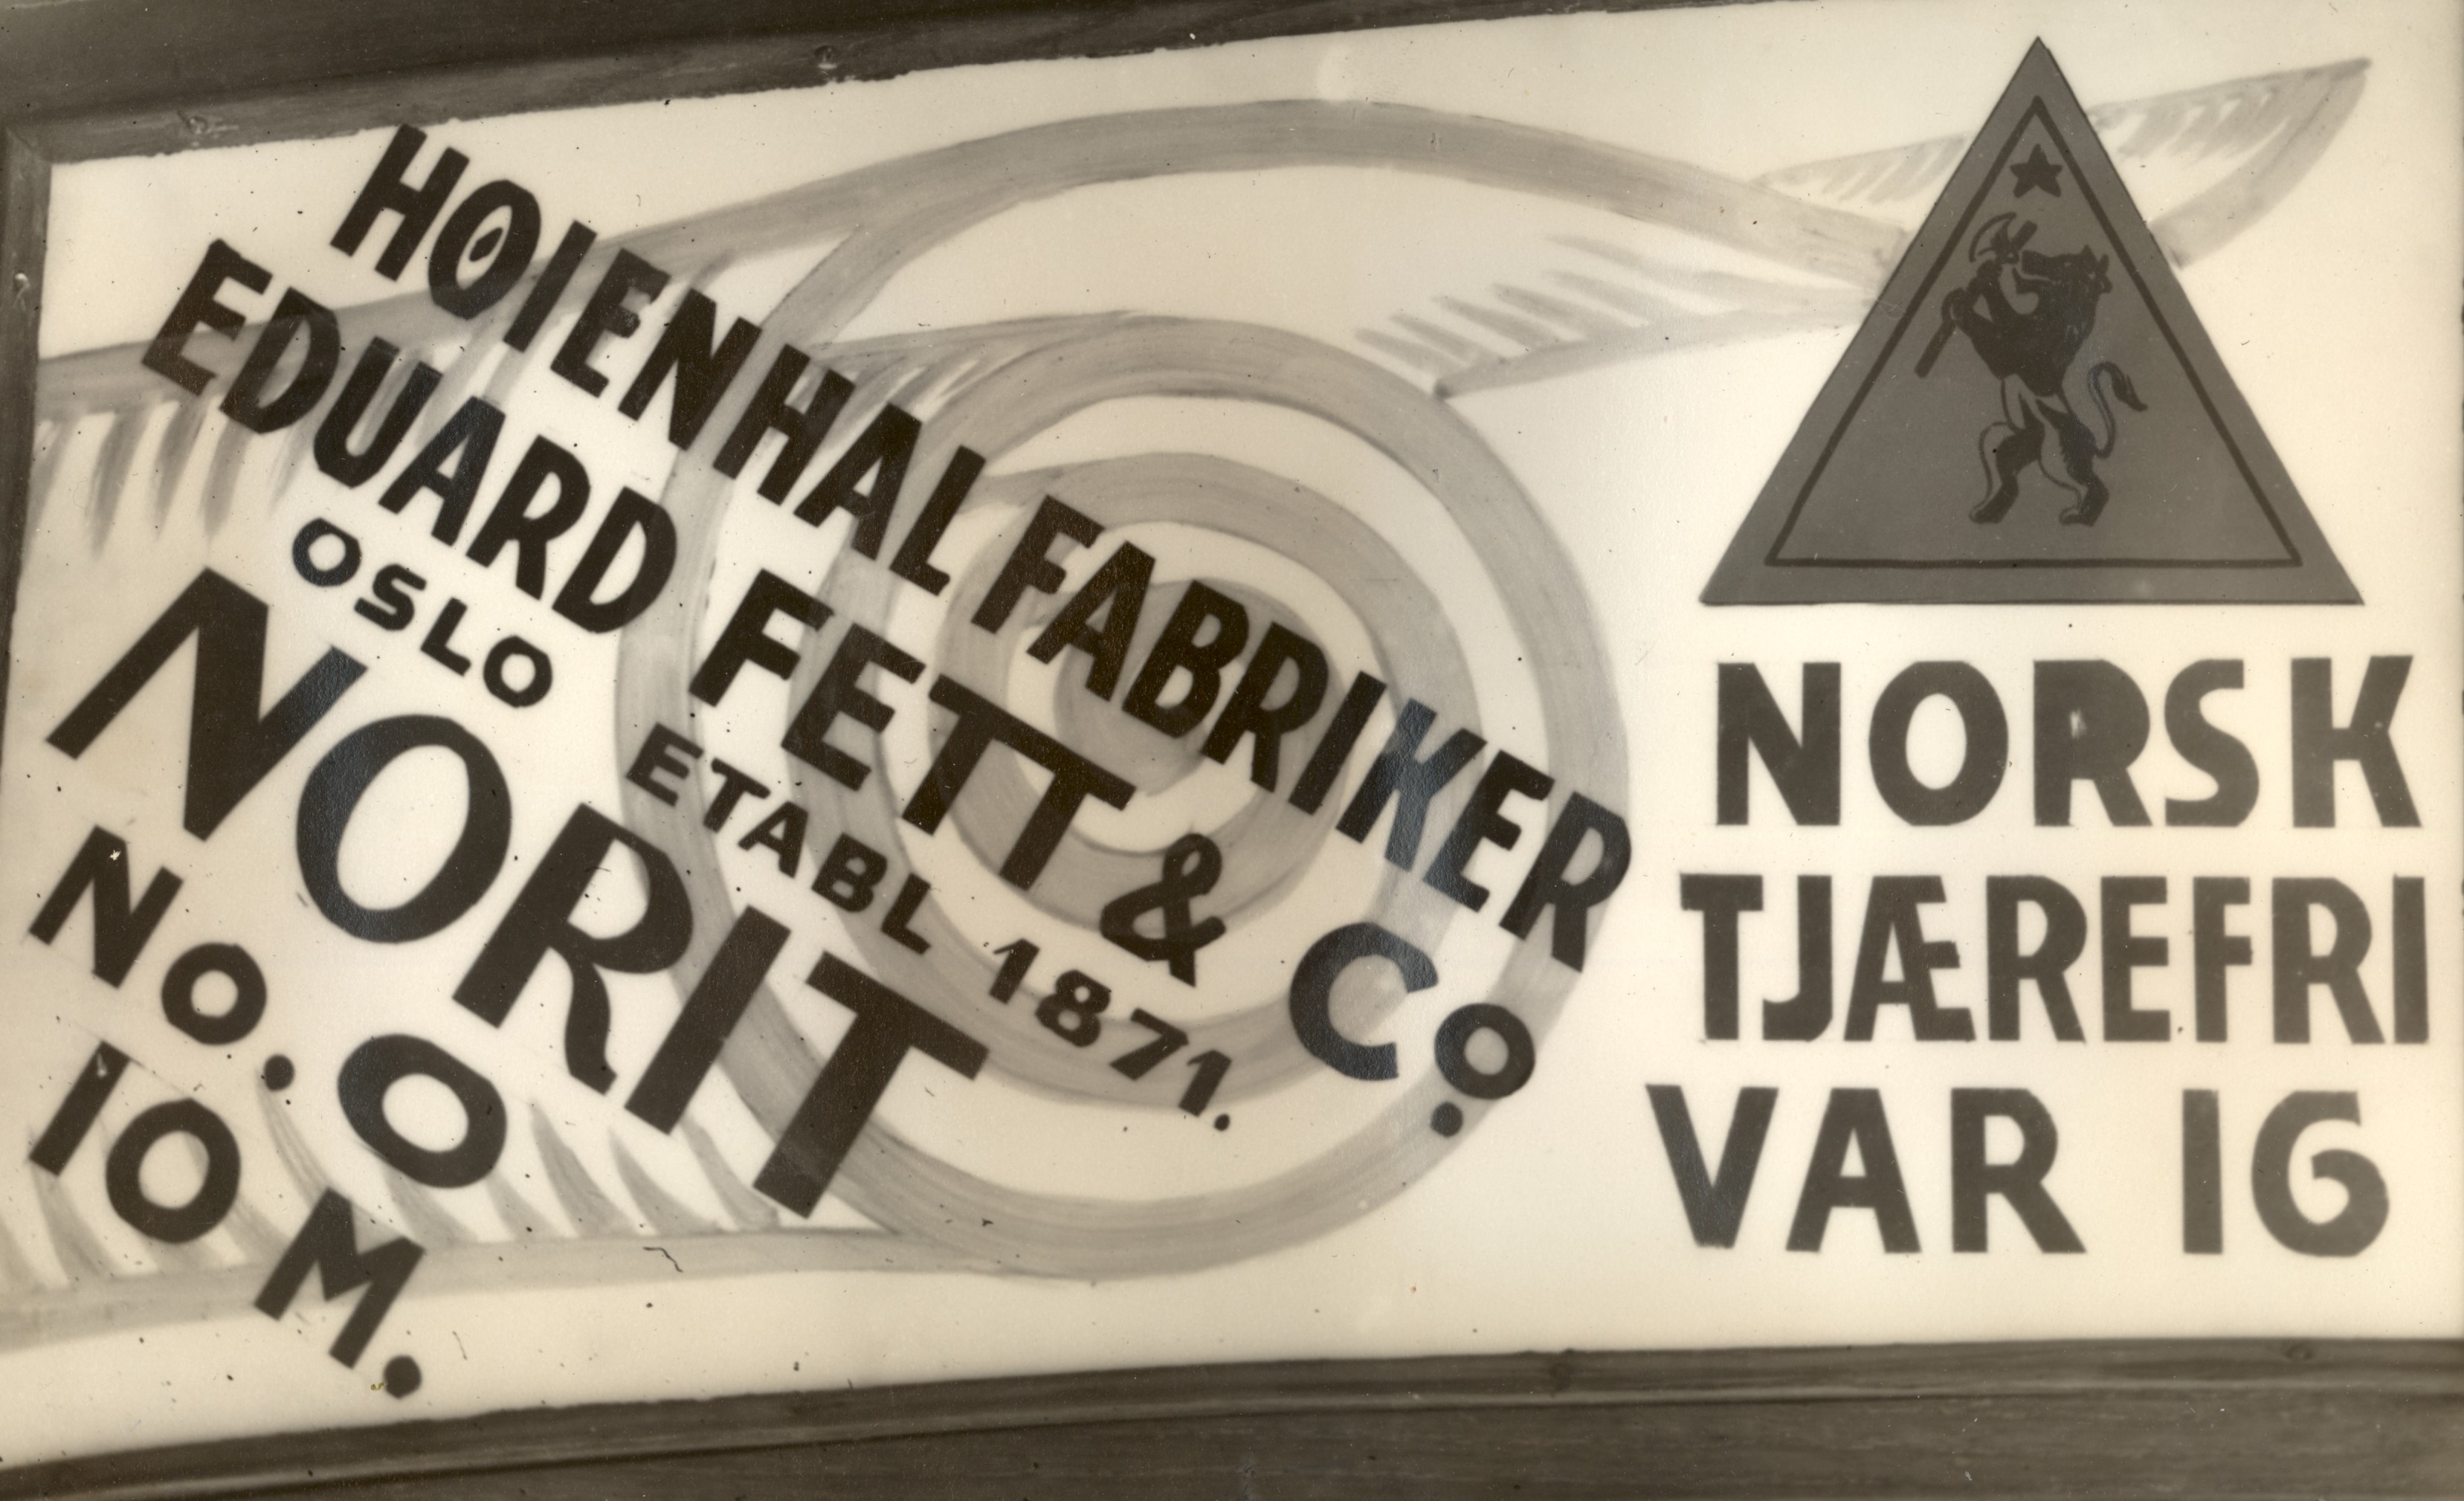 HØIENHAL FABRIKER
EDUARD FETT & Co.
OSLO ETABL 1871.
NORIT
No. O
10 M.
NORSK
TJÆREFRI
VAR 16